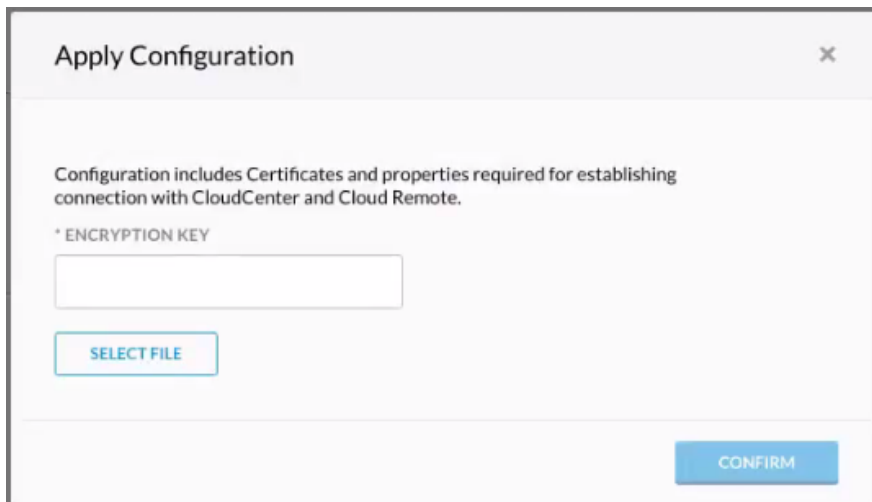 Apply Configuration
Configuration includes Certificates and properties required for establishing
connection with CloudCenter and Cloud Remote.
* ENCRYPTION KEY
SELECT FILE
CONFIRM